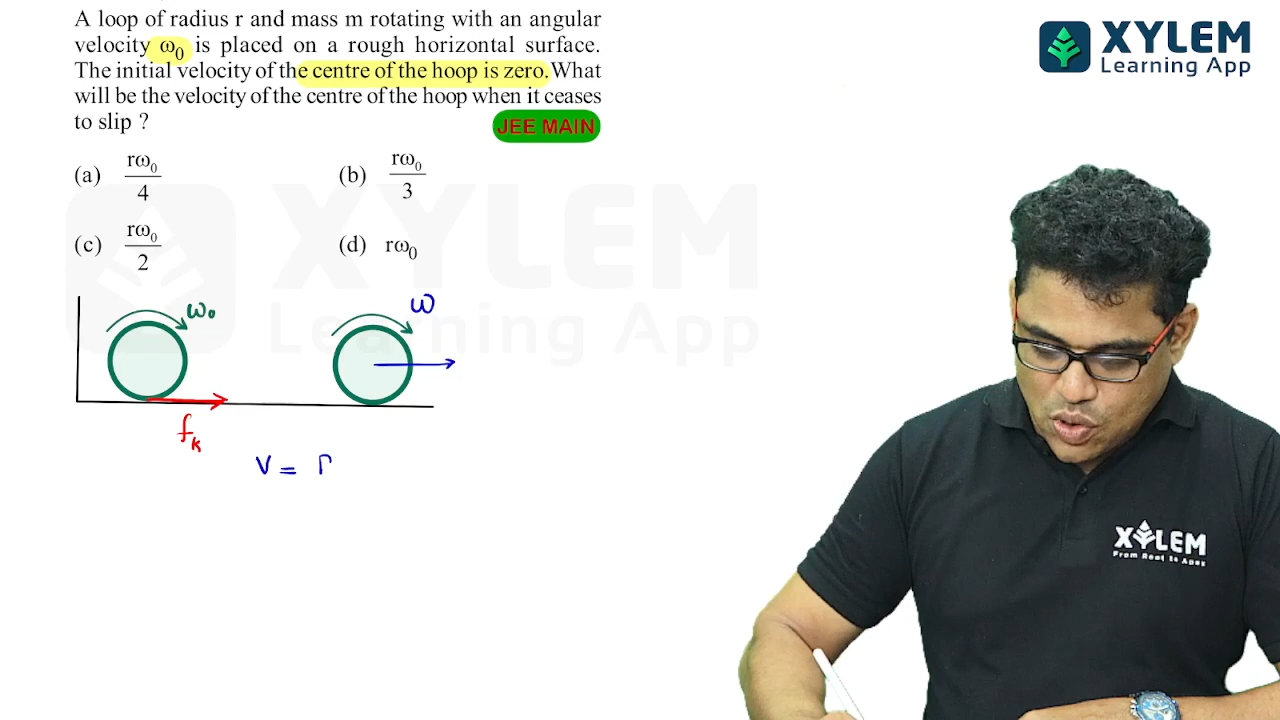 A loop of radius r and mass m rotating with an angular
velocity ω₀ is placed on a rough horizontal surface.
The initial velocity of the centre of the hoop is zero.What
will be the velocity of the centre of the hoop when it ceases
to slip ?
JEE MAIN
(a) rω₀/4
(b) rω₀/3
(c) rω₀/2
(d) rω₀
ω₀
ω
fₖ
v = r
XYLEM
Learning App
XYLEM
Learning App
XYLEM
From Root to Apex